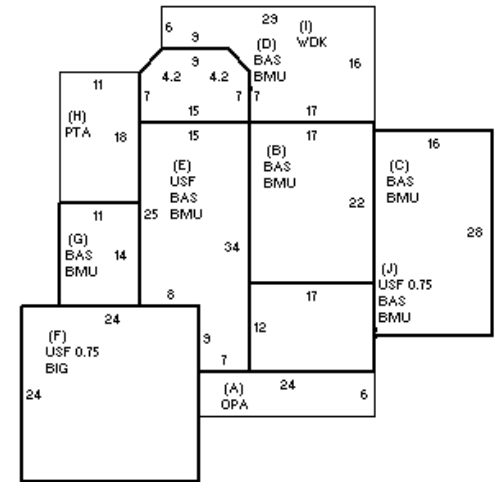 29
6
9
(I)
WDK
(D)
BAS
BMU
9
4.2
4.2
16
11
7
7
7
(H)
PTA
18
15
17
15
17
16
(E)
USF
BAS
BMU
(B)
BAS
BMU
(C)
BAS
BMU
22
11
25
(G)
BAS
BMU
14
34
28
(J)
USF 0.75
BAS
BMU
8
17
24
(F)
USF 0.75
BIG
9
12
7
24
(A)
OPA
24
6